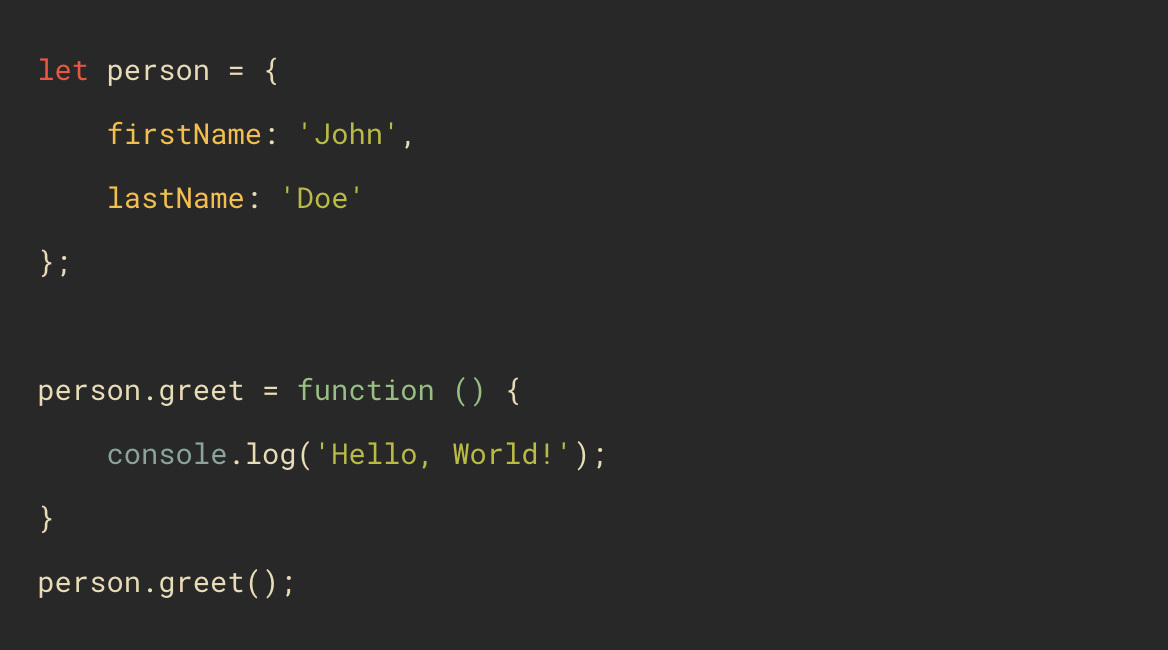 let person = {
    firstName: 'John',
    lastName: 'Doe'
};

person.greet = function () {
    console.log('Hello, World!');
}
person.greet();